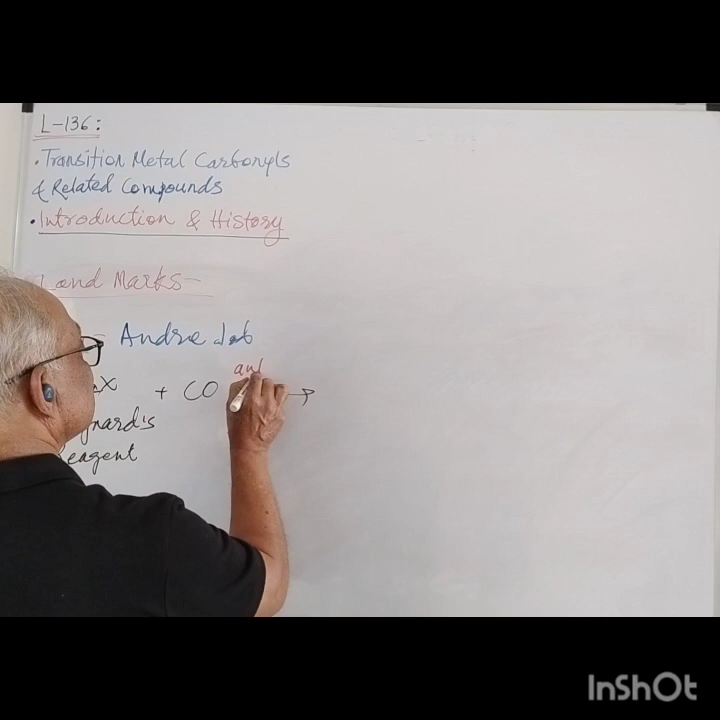 L-136:
• Transition Metal Carbonyls
& Related Compounds
• Introduction & History
Land Marks-
- Andre Job
X + CO
Reagent
InShOt